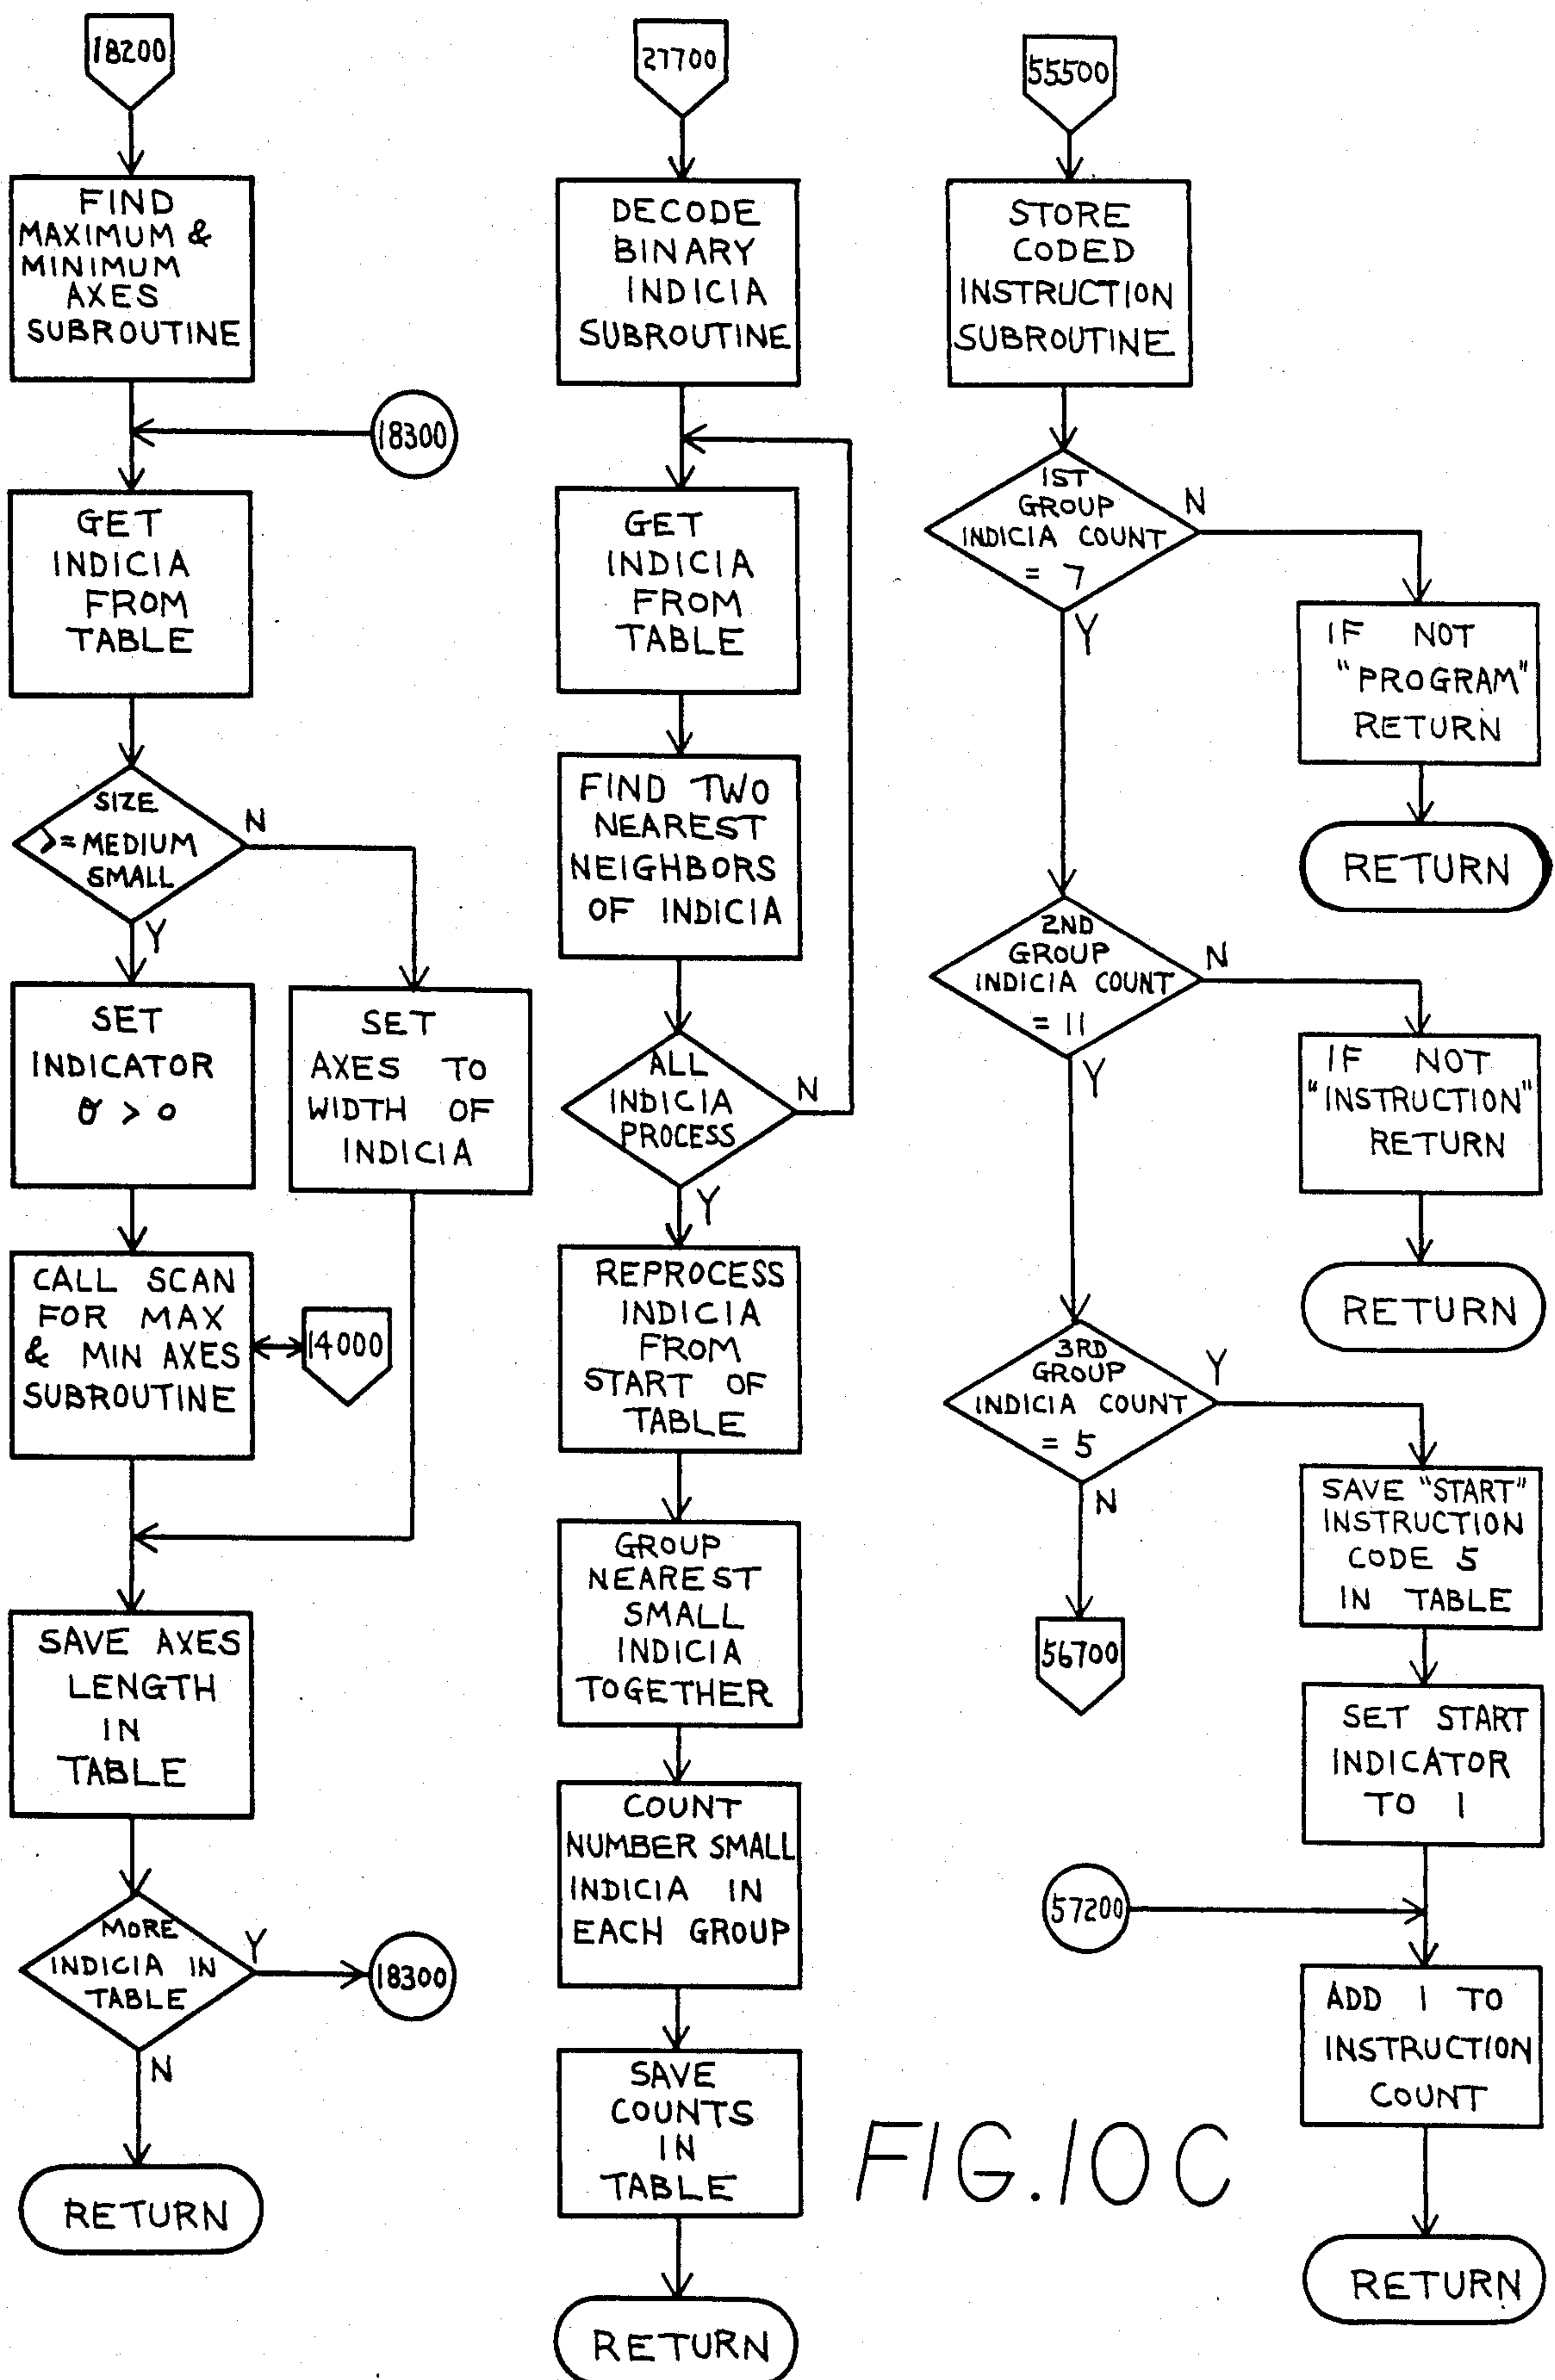 18200
FIND
MAXIMUM &
MINIMUM
AXES
SUBROUTINE
18300
GET
INDICIA
FROM
TABLE
SIZE
>= MEDIUM
SMALL
N
Y
SET
INDICATOR
σ > 0
SET
AXES TO
WIDTH OF
INDICIA
CALL SCAN
FOR MAX
& MIN AXES
SUBROUTINE
14000
SAVE AXES
LENGTH
IN
TABLE
MORE
INDICIA IN
TABLE
Y
18300
N
RETURN
27700
DECODE
BINARY
INDICIA
SUBROUTINE
GET
INDICIA
FROM
TABLE
FIND TWO
NEAREST
NEIGHBORS
OF INDICIA
ALL
INDICIA
PROCESS
N
Y
REPROCESS
INDICIA
FROM
START OF
TABLE
GROUP
NEAREST
SMALL
INDICIA
TOGETHER
COUNT
NUMBER SMALL
INDICIA IN
EACH GROUP
SAVE
COUNTS
IN
TABLE
RETURN
55500
STORE
CODED
INSTRUCTION
SUBROUTINE
1ST
GROUP
INDICIA COUNT
= 7
N
Y
IF NOT
"PROGRAM"
RETURN
RETURN
2ND
GROUP
INDICIA COUNT
= 11
N
Y
IF NOT
"INSTRUCTION"
RETURN
RETURN
3RD
GROUP
INDICIA COUNT
= 5
Y
N
56700
SAVE "START"
INSTRUCTION
CODE 5
IN TABLE
SET START
INDICATOR
TO 1
57200
ADD 1 TO
INSTRUCTION
COUNT
RETURN
FIG. 10C